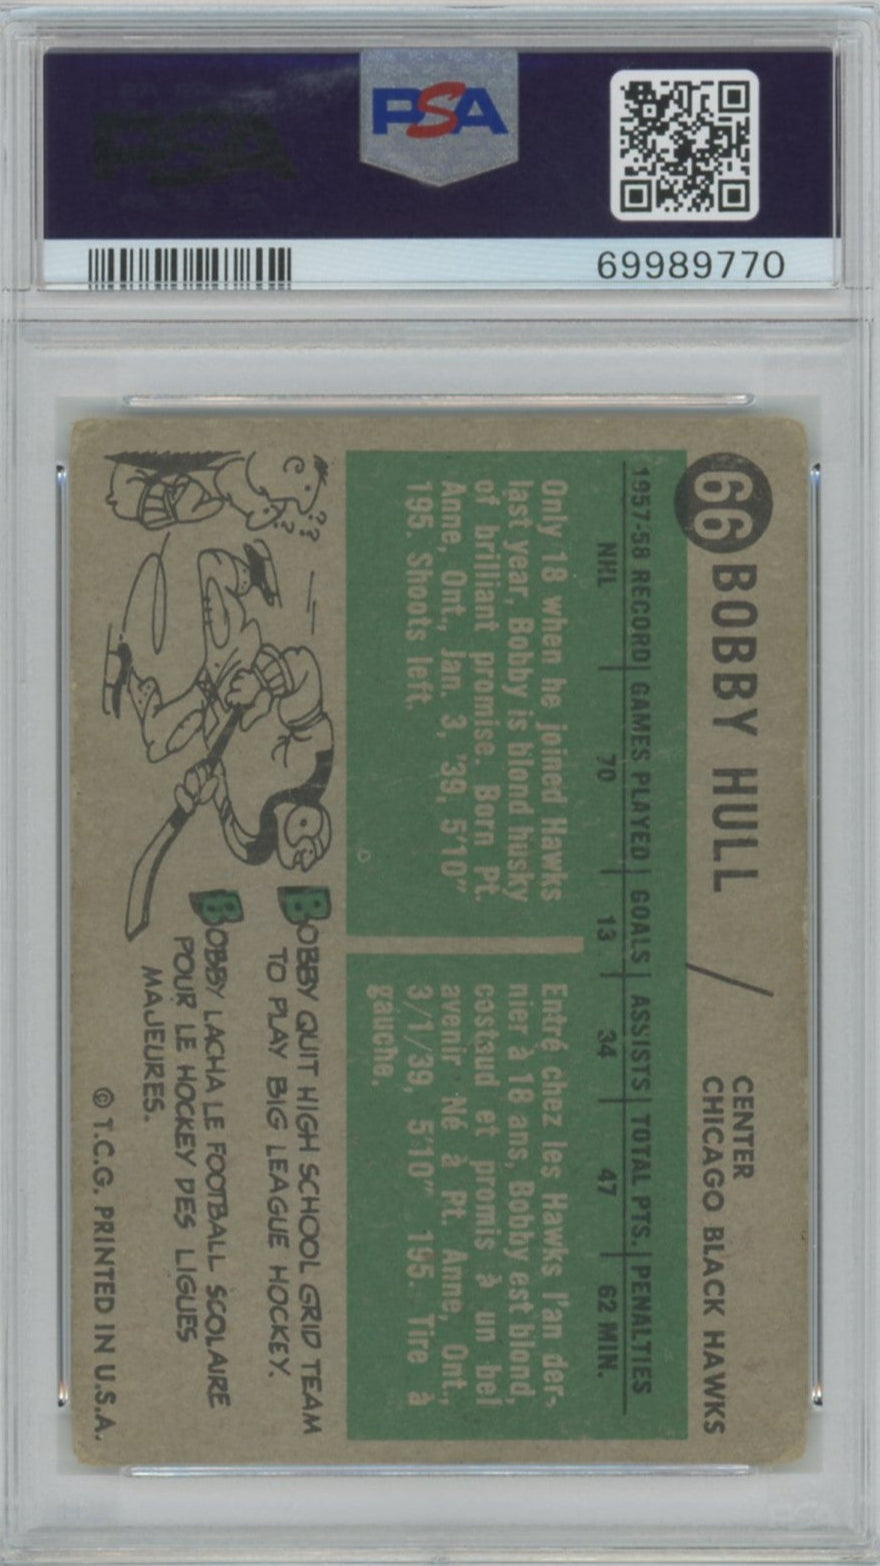 PSA
69989770
66 BOBBY HULL / CENTER
CHICAGO BLACK HAWKS
1957-58 RECORD GAMES PLAYED GOALS ASSISTS TOTAL PTS. PENALTIES
NHL 70 13 34 47 62 MIN.
Only 18 when he joined Hawks
last year, Bobby is blond husky
of brilliant promise. Born Pt.
Anne, Ont., Jan. 3, '39, 5'10"
195. Shoots left.
Entré chez les Hawks l'an der-
nier à 18 ans, Bobby est blond,
costaud et promis à un bel
avenir. Né à Pt. Anne, Ont.,
3/1/39, 5'10" 195. Tire à
gauche.
??
??
BOBBY QUIT HIGH SCHOOL GRID TEAM
TO PLAY BIG LEAGUE HOCKEY.
BOBBY LACHA LE FOOTBALL SCOLAIRE
POUR LE HOCKEY DES LIGUES
MAJEURES.
© T.C.G. PRINTED IN U.S.A.